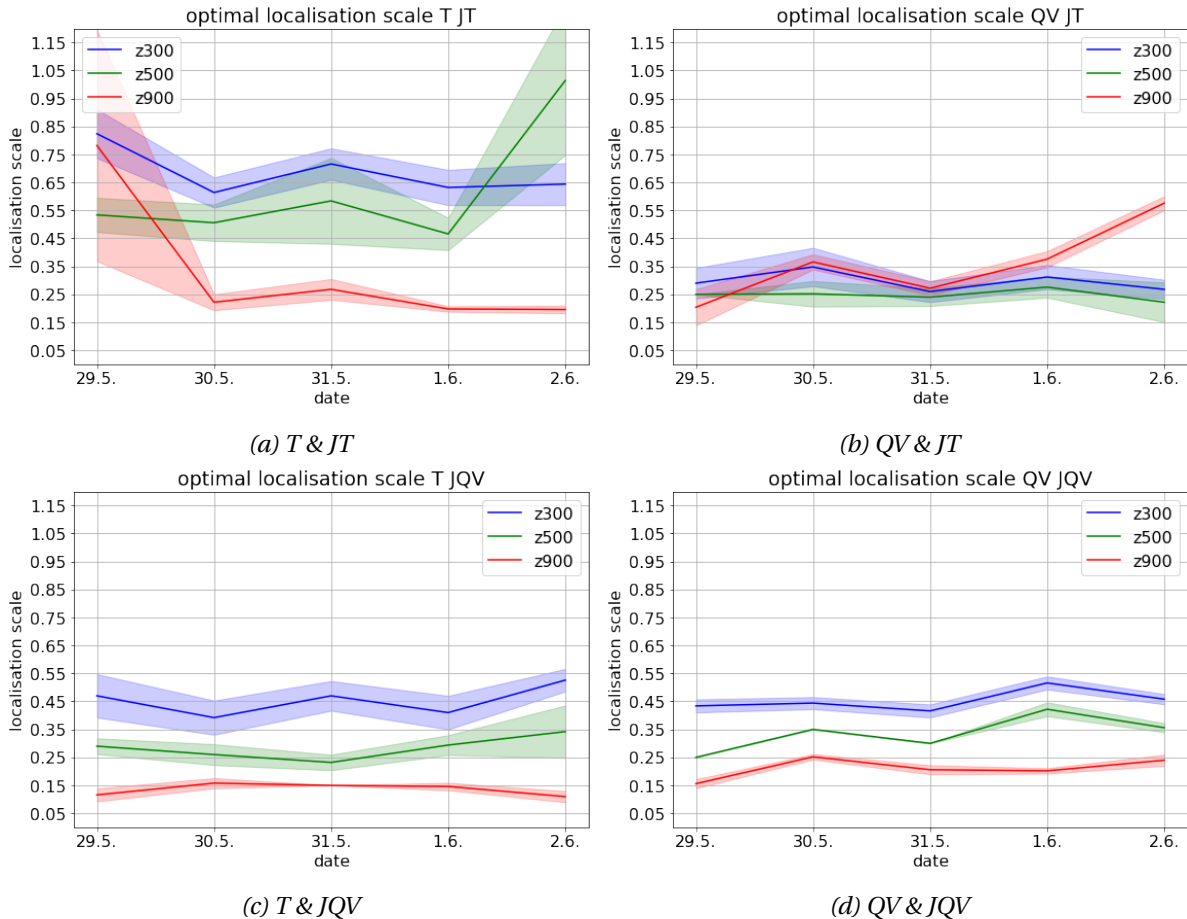 optimal localisation scale T JT
z300
z500
z900
localisation scale
1.15
1.05
0.95
0.85
0.75
0.65
0.55
0.45
0.35
0.25
0.15
0.05
29.5.
30.5.
31.5.
1.6.
2.6.
date
(a) T & JT
optimal localisation scale QV JT
z300
z500
z900
localisation scale
1.15
1.05
0.95
0.85
0.75
0.65
0.55
0.45
0.35
0.25
0.15
0.05
29.5.
30.5.
31.5.
1.6.
2.6.
date
(b) QV & JT
optimal localisation scale T JQV
z300
z500
z900
localisation scale
1.15
1.05
0.95
0.85
0.75
0.65
0.55
0.45
0.35
0.25
0.15
0.05
29.5.
30.5.
31.5.
1.6.
2.6.
date
(c) T & JQV
optimal localisation scale QV JQV
z300
z500
z900
localisation scale
1.15
1.05
0.95
0.85
0.75
0.65
0.55
0.45
0.35
0.25
0.15
0.05
29.5.
30.5.
31.5.
1.6.
2.6.
date
(d) QV & JQV